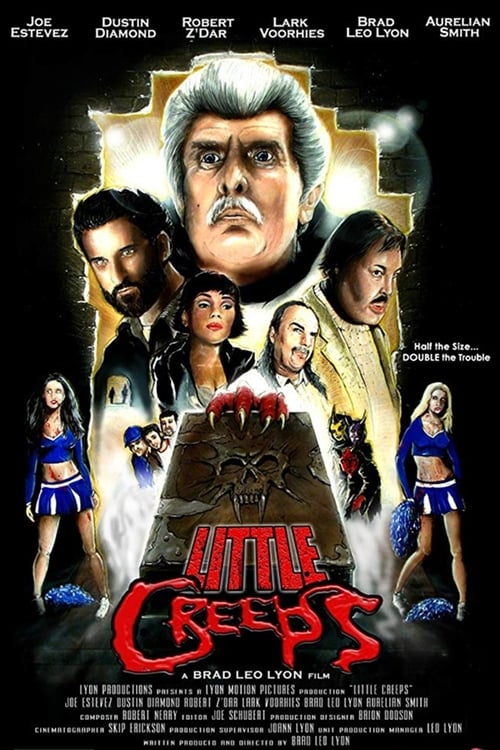 JOE ESTEVEZ
DUSTIN DIAMOND
ROBERT Z'DAR
LARK VOORHIES
BRAD LEO LYON
AURELIAN SMITH
Half the Size...
DOUBLE the Trouble
LITTLE
CREEPS
A BRAD LEO LYON FILM
LYON PRODUCTIONS PRESENTS A LYON MOTION PICTURES PRODUCTION "LITTLE CREEPS"
JOE ESTEVEZ DUSTIN DIAMOND ROBERT Z'DAR LARK VOORHIES BRAD LEO LYON AURELIAN SMITH
COMPOSER ROBERT NEARY EDITOR JOE SCHUBERT PRODUCTION DESIGNER BRION DODSON
CINEMATOGRAPHER SKIP ERICKSON PRODUCTION SUPERVISOR JOANN LYON UNIT PRODUCTION MANAGER LEO LYON
WRITTEN PRODUCED AND DIRECTED BY BRAD LEO LYON